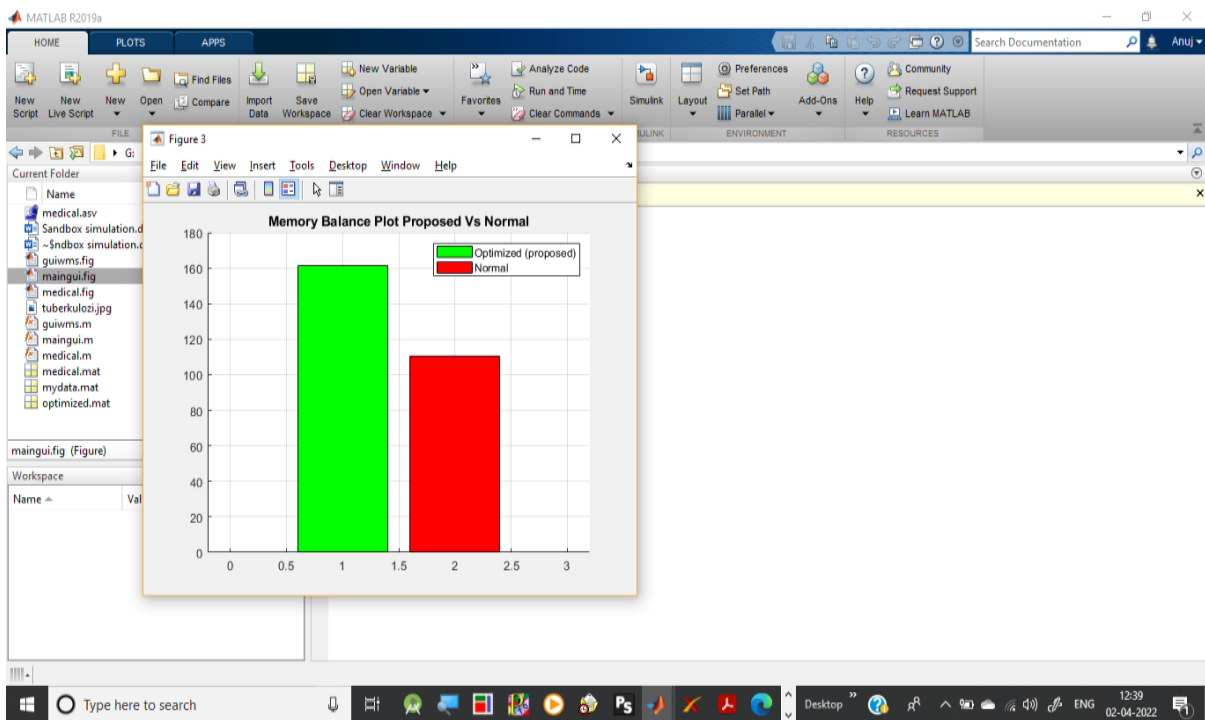 MATLAB R2019a
HOME PLOTS APPS
Search Documentation
Anuj
New Script
New Live Script
New
Open
Find Files
Compare
Import Data
Save Workspace
New Variable
Open Variable
Clear Workspace
Favorites
Analyze Code
Run and Time
Clear Commands
Simulink
Layout
Preferences
Set Path
Parallel
Add-Ons
Help
Community
Request Support
Learn MATLAB
FILE
ENVIRONMENT
RESOURCES
G:
Current Folder
Name
medical.asv
Sandbox simulation.d
~$ndbox simulation.d
guiwms.fig
maingui.fig
medical.fig
tuberkulozi.jpg
guiwms.m
maingui.m
medical.m
medical.mat
mydata.mat
optimized.mat
maingui.fig (Figure)
Workspace
Name Val
Figure 3
File Edit View Insert Tools Desktop Window Help
Memory Balance Plot Proposed Vs Normal
Optimized (proposed)
Normal
180
160
140
120
100
80
60
40
20
0
0 0.5 1 1.5 2 2.5 3
Type here to search
Ps
Desktop
ENG
12:39
02-04-2022